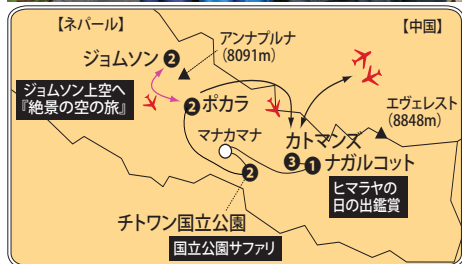 【ネパール】
【中国】
ジョムソン❷
アンナプルナ
(8091m)
ジョムソン上空へ
『絶景の空の旅』
❷ポカラ
エヴェレスト
(8848m)
マナカマナ
カトマンズ
❸
❶ナガルコット
❷
ヒマラヤの
日の出鑑賞
チトワン国立公園
国立公園サファリ